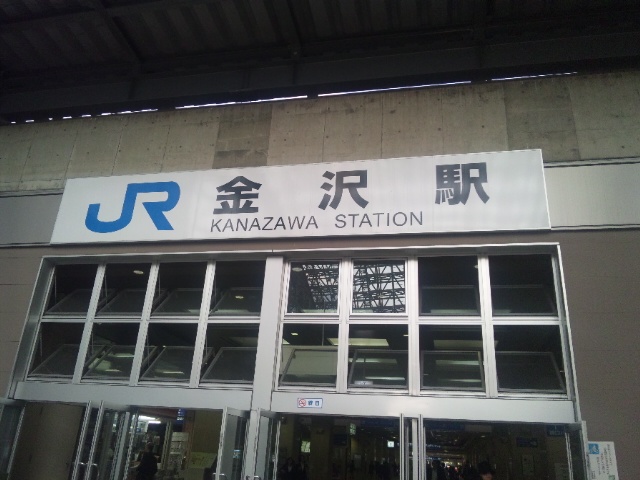 JR 金沢駅
KANAZAWA STATION